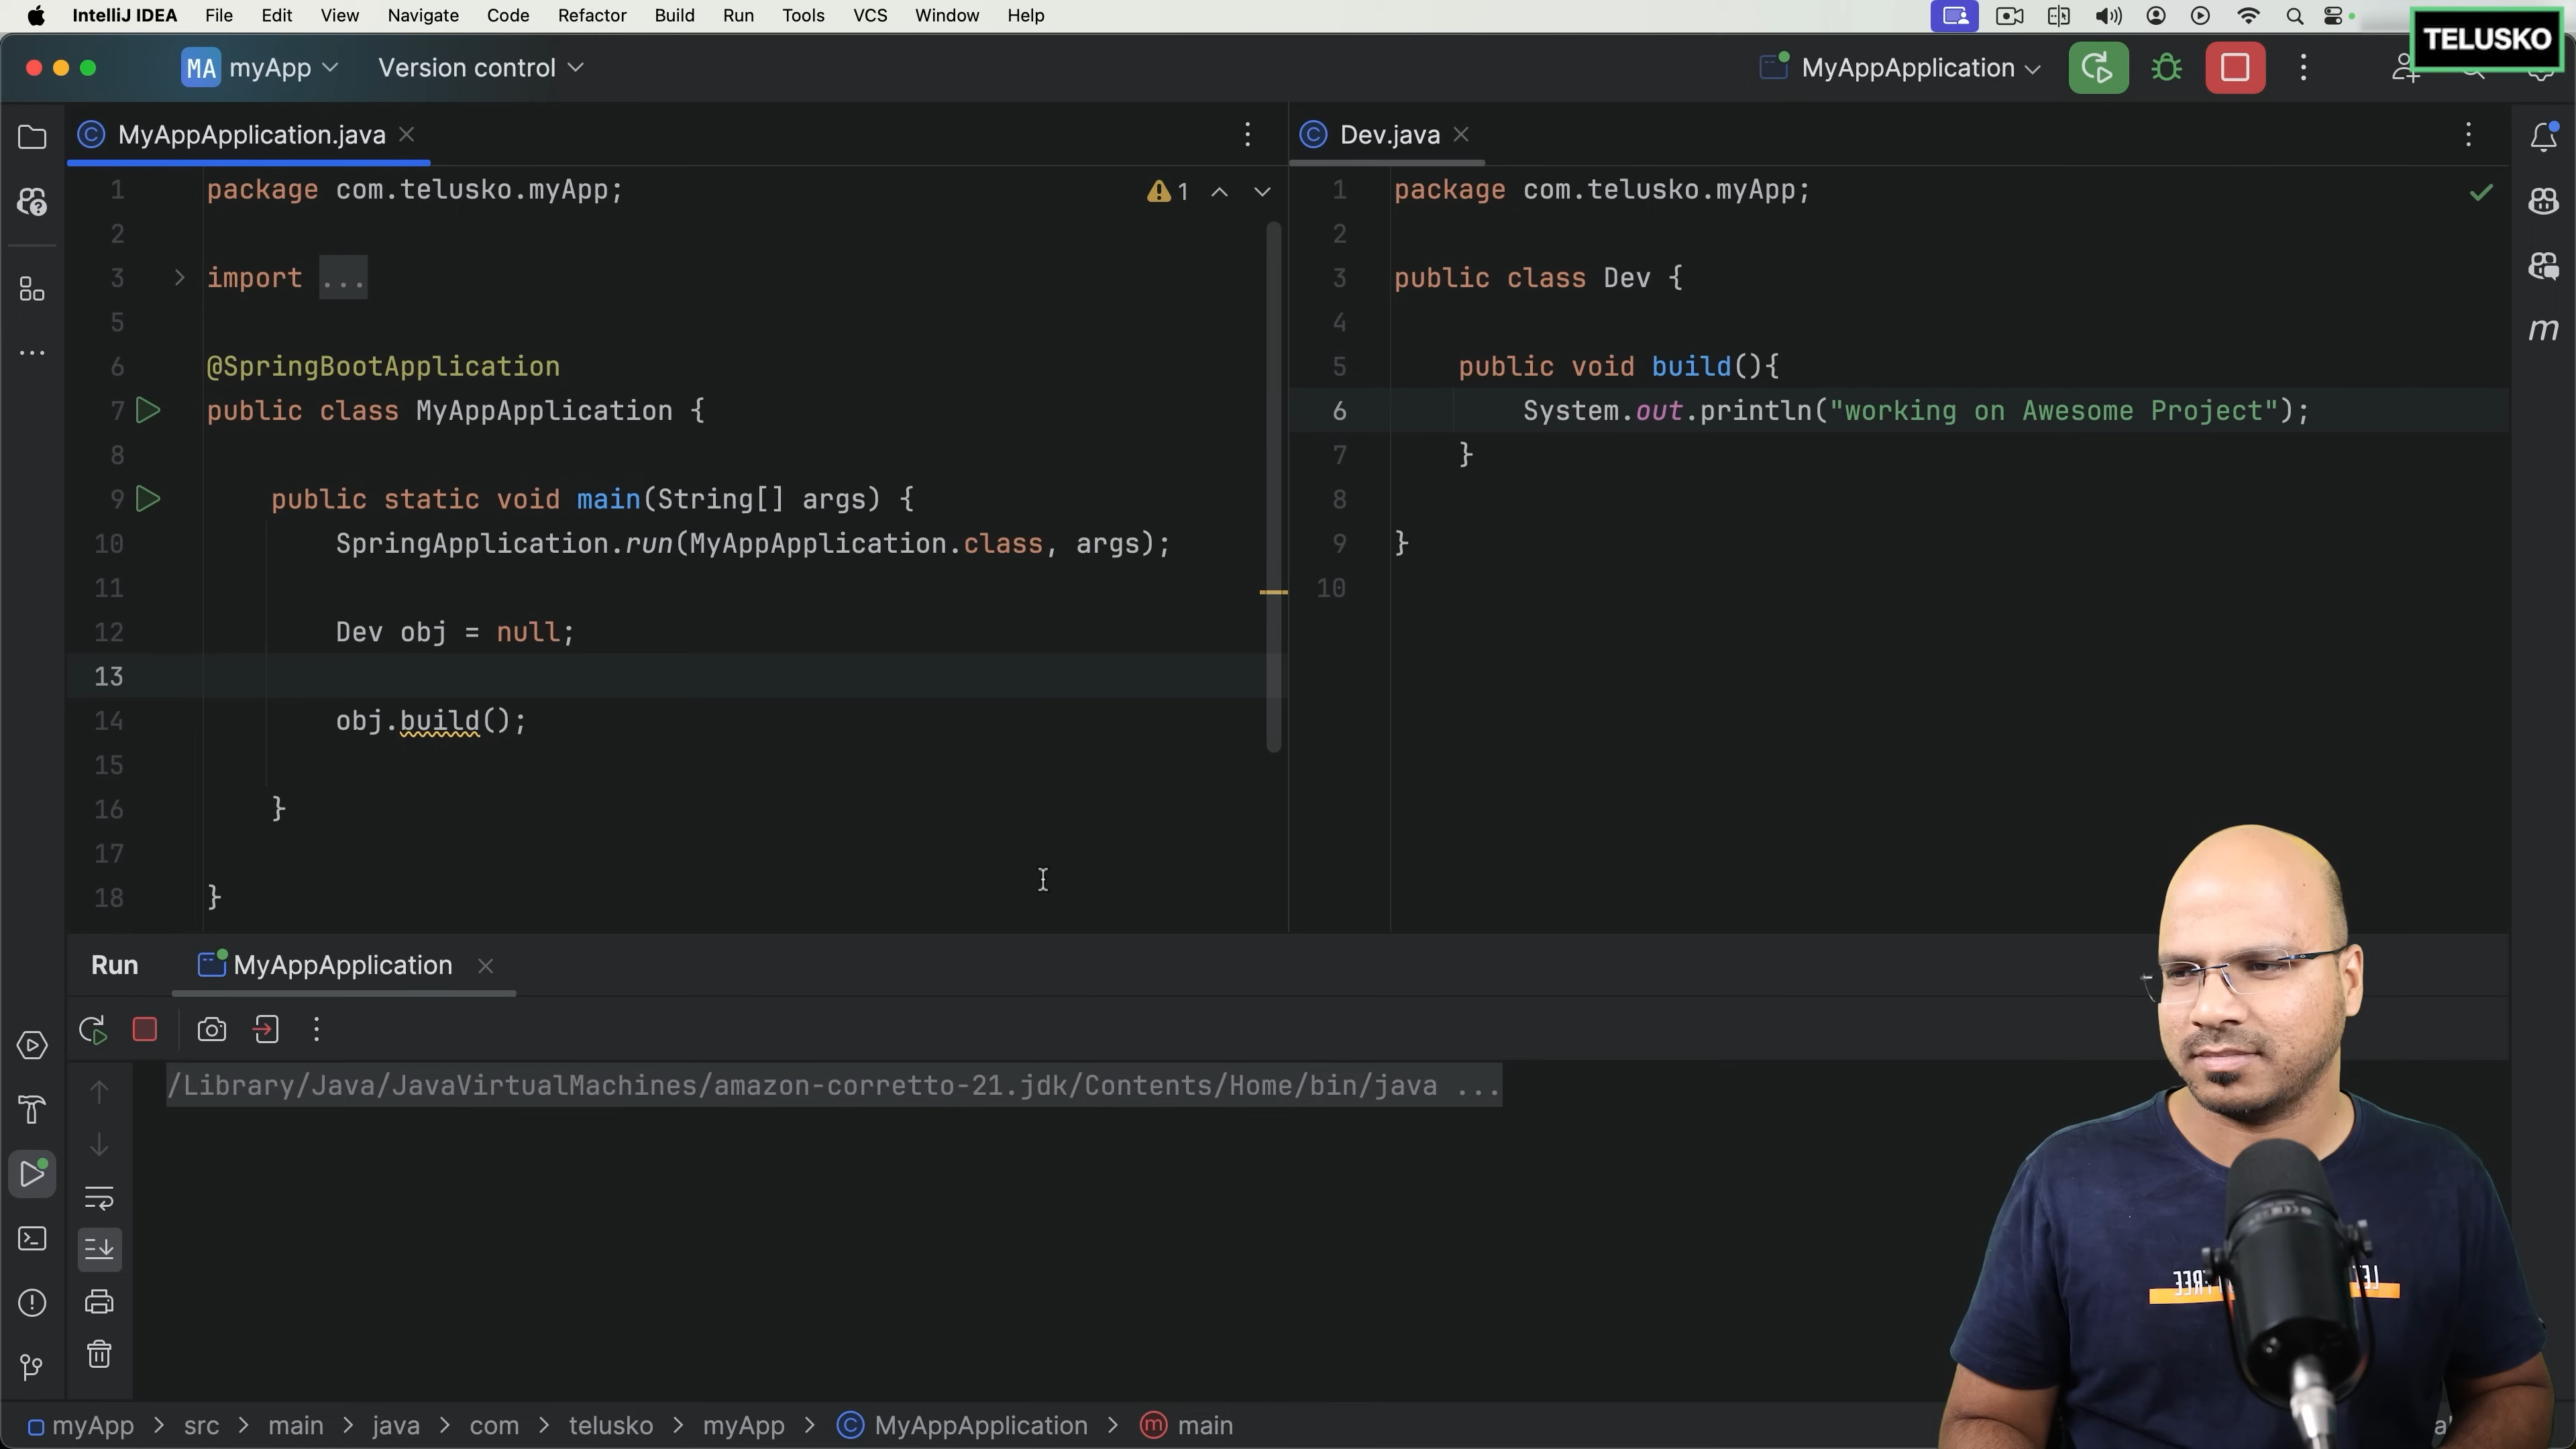 IntelliJ IDEA File Edit View Navigate Code Refactor Build Run Tools VCS Window Help
TELUSKO
MA myApp Version control MyAppApplication
MyAppApplication.java
1 package com.telusko.myApp;
1
2
3 import ...
5
6 @SpringBootApplication
7 public class MyAppApplication {
8
9 public static void main(String[] args) {
10 SpringApplication.run(MyAppApplication.class, args);
11
12 Dev obj = null;
13
14 obj.build();
15
16 }
17
18 }
Dev.java
1 package com.telusko.myApp;
2
3 public class Dev {
4
5 public void build(){
6 System.out.println("working on Awesome Project");
7 }
8
9 }
10
m
Run MyAppApplication
/Library/Java/JavaVirtualMachines/amazon-corretto-21.jdk/Contents/Home/bin/java ...
myApp > src > main > java > com > telusko > myApp > MyAppApplication > main